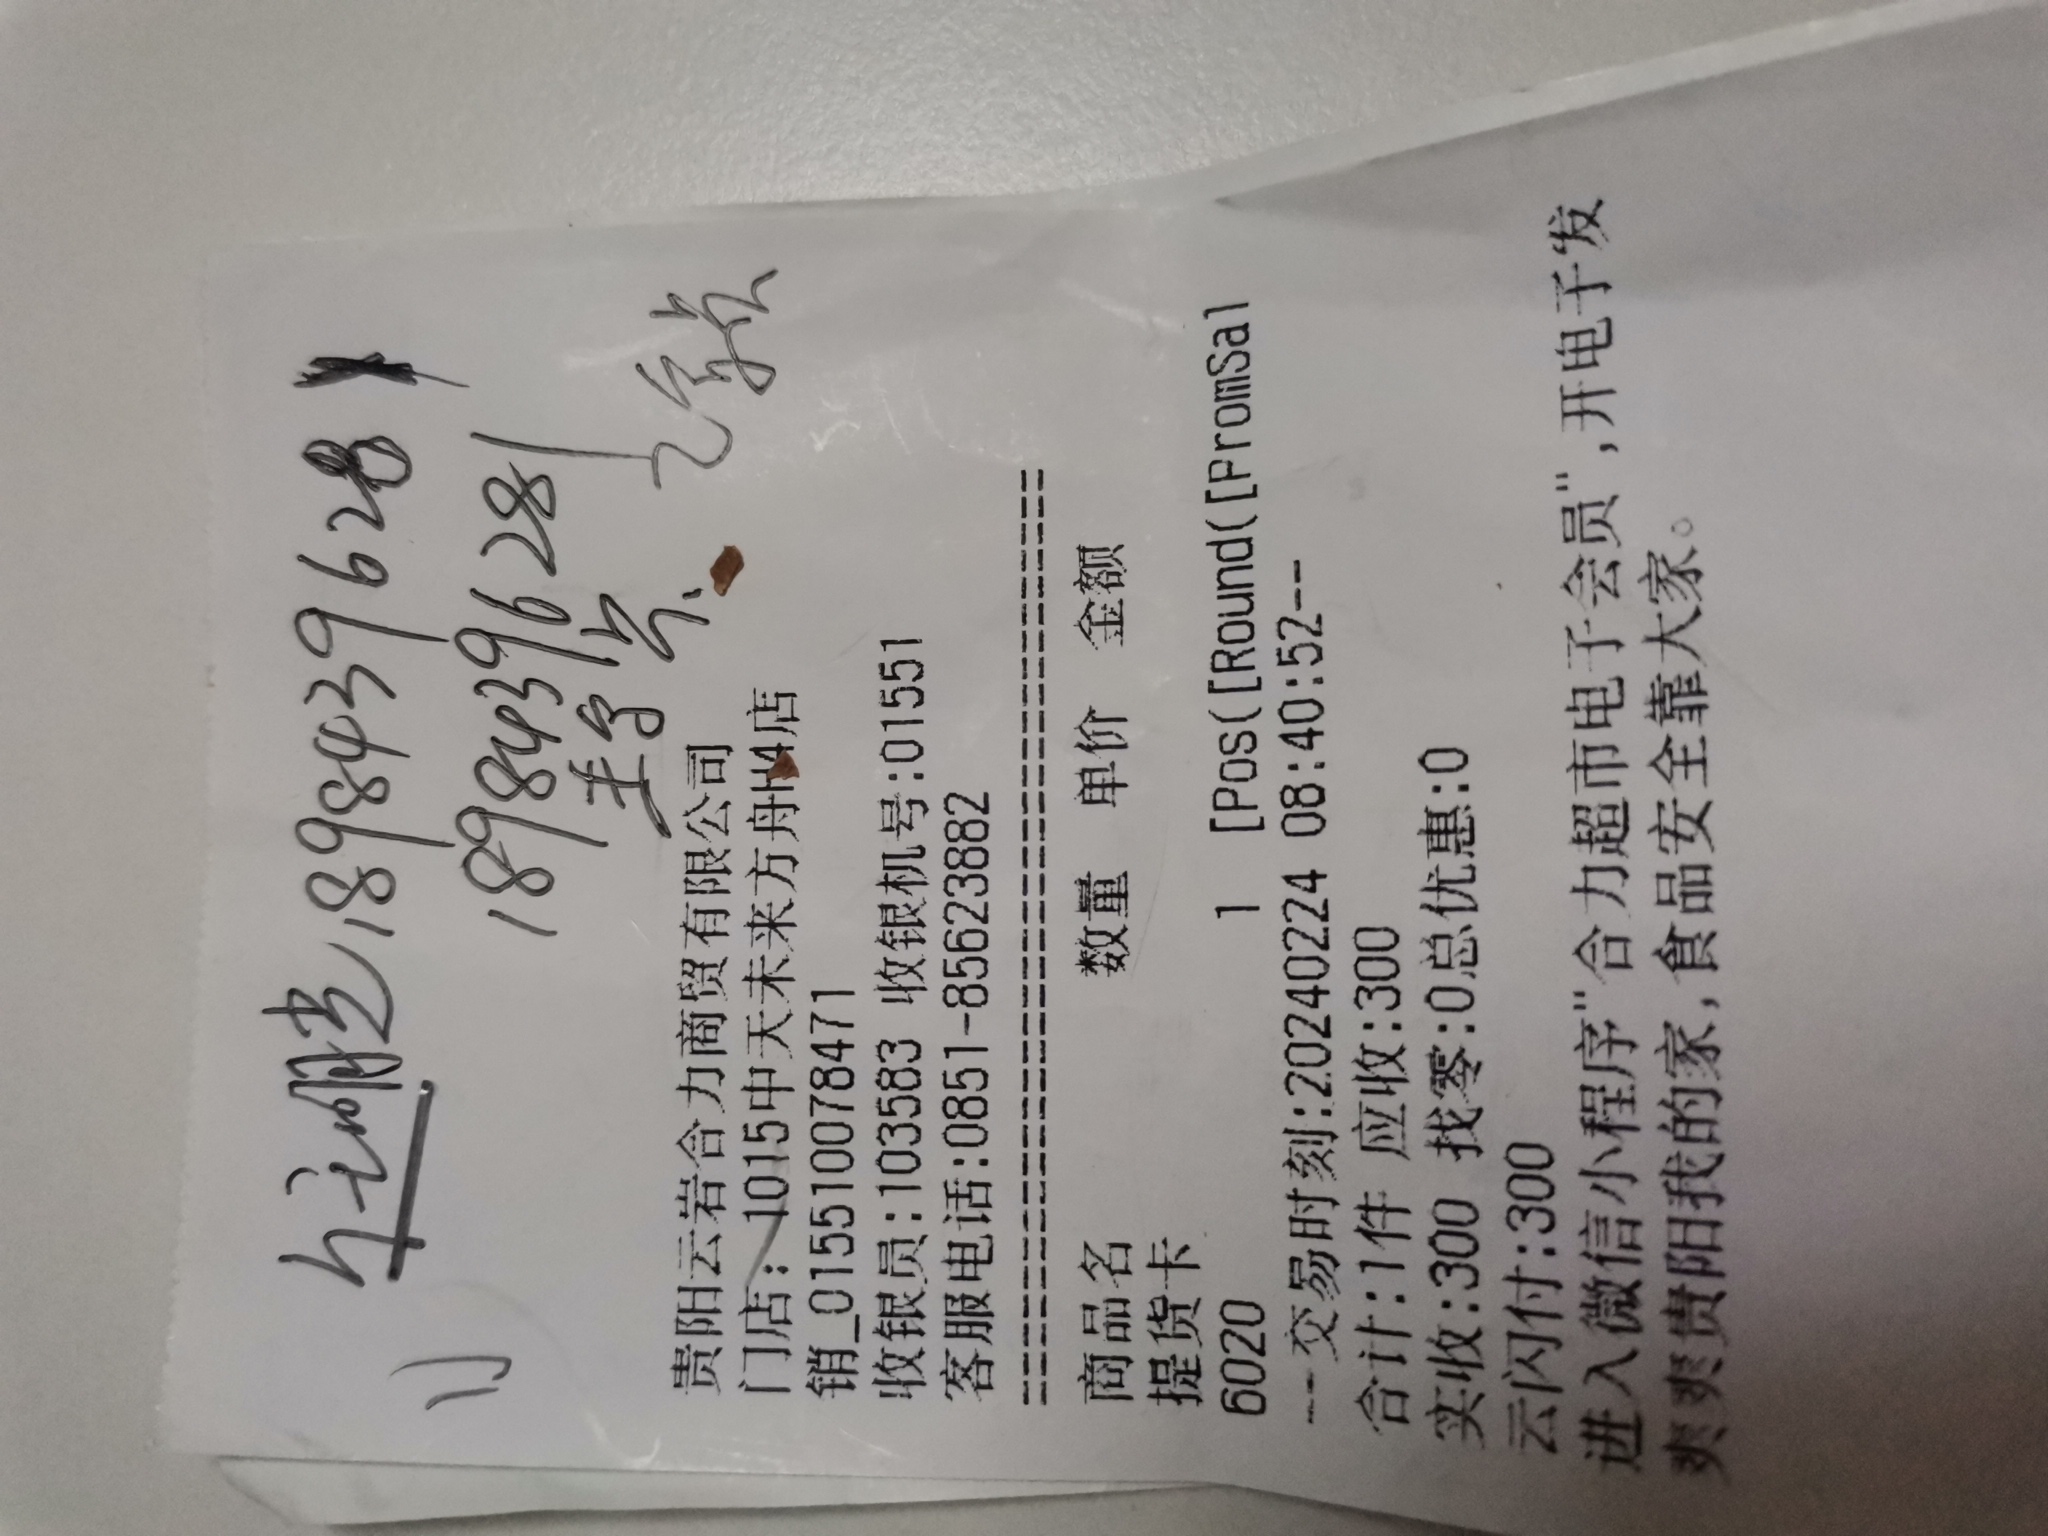 18984396281
18984396281
贵阳云岩合力商贸有限公司
门店: 1015中天未来方舟H4店
销_015510078471
收银员:103583 收银机号:01551
客服电话:0851-85623882
商品名 数量 单价 金额
提货卡
6020 1 [Pos([Round([PromSal
---交易时刻:20240224 08:40:52--
合计:1件 应收:300
实收:300 找零:0总优惠:0
云闪付:300
进入微信小程序"合力超市电子会员",开电子发
爽爽贵阳我的家,食品安全靠大家。